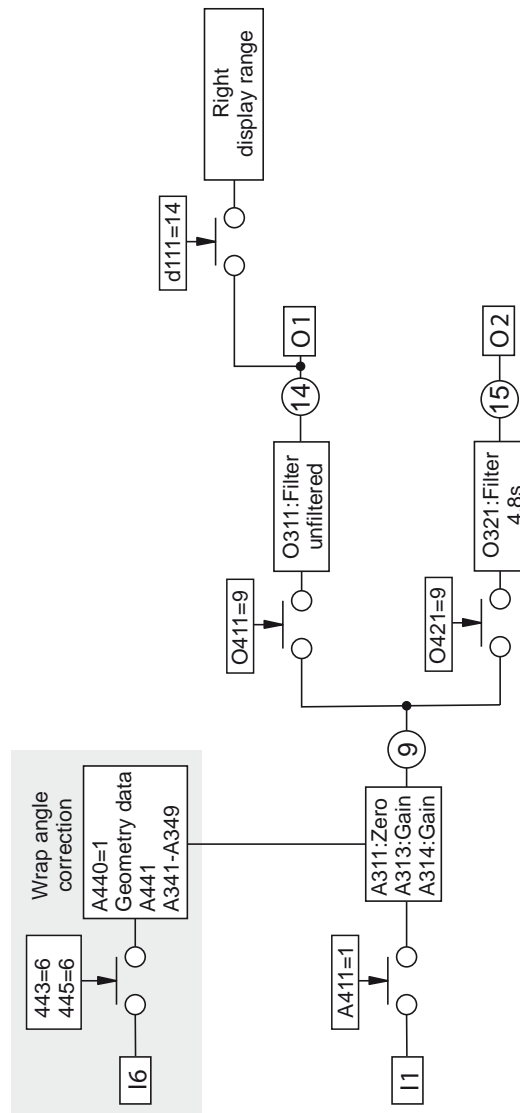 Wrap angle
correction
443=6
445=6
I6
A440=1
Geometry data
A441
A341-A349
I1
A411=1
A311:Zero
A313:Gain
A314:Gain
9
O411=9
O311:Filter
unfiltered
14
O1
d111=14
Right
display range
O421=9
O321:Filter
4.8s
15
O2